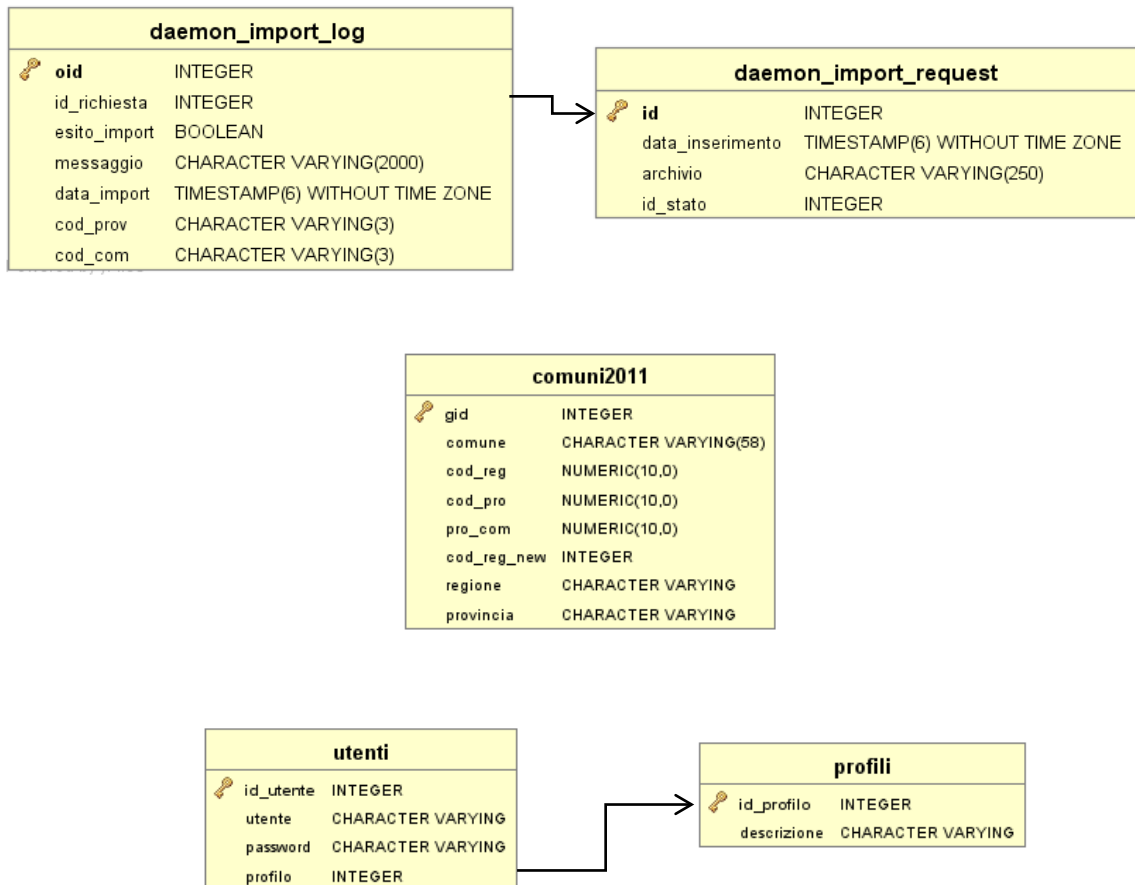 daemon_import_log
oid INTEGER
id_richiesta INTEGER
esito_import BOOLEAN
messaggio CHARACTER VARYING(2000)
data_import TIMESTAMP(6) WITHOUT TIME ZONE
cod_prov CHARACTER VARYING(3)
cod_com CHARACTER VARYING(3)
daemon_import_request
id INTEGER
data_inserimento TIMESTAMP(6) WITHOUT TIME ZONE
archivio CHARACTER VARYING(250)
id_stato INTEGER
comuni2011
gid INTEGER
comune CHARACTER VARYING(58)
cod_reg NUMERIC(10,0)
cod_pro NUMERIC(10,0)
pro_com NUMERIC(10,0)
cod_reg_new INTEGER
regione CHARACTER VARYING
provincia CHARACTER VARYING
utenti
id_utente INTEGER
utente CHARACTER VARYING
password CHARACTER VARYING
profilo INTEGER
profili
id_profilo INTEGER
descrizione CHARACTER VARYING